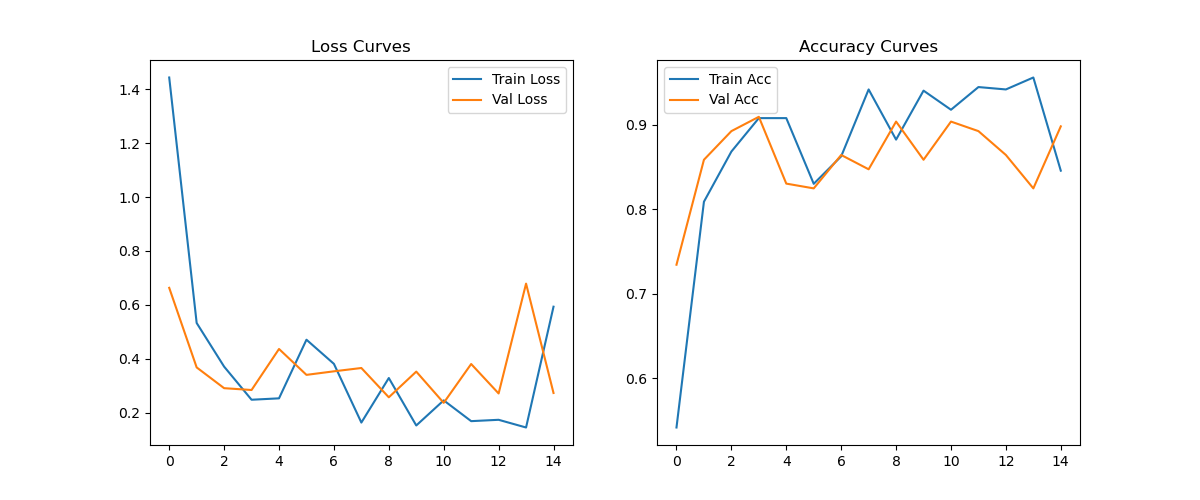 Loss Curves
Train Loss
Val Loss
1.4
1.2
1.0
0.8
0.6
0.4
0.2
0 2 4 6 8 10 12 14
Accuracy Curves
Train Acc
Val Acc
0.9
0.8
0.7
0.6
0 2 4 6 8 10 12 14